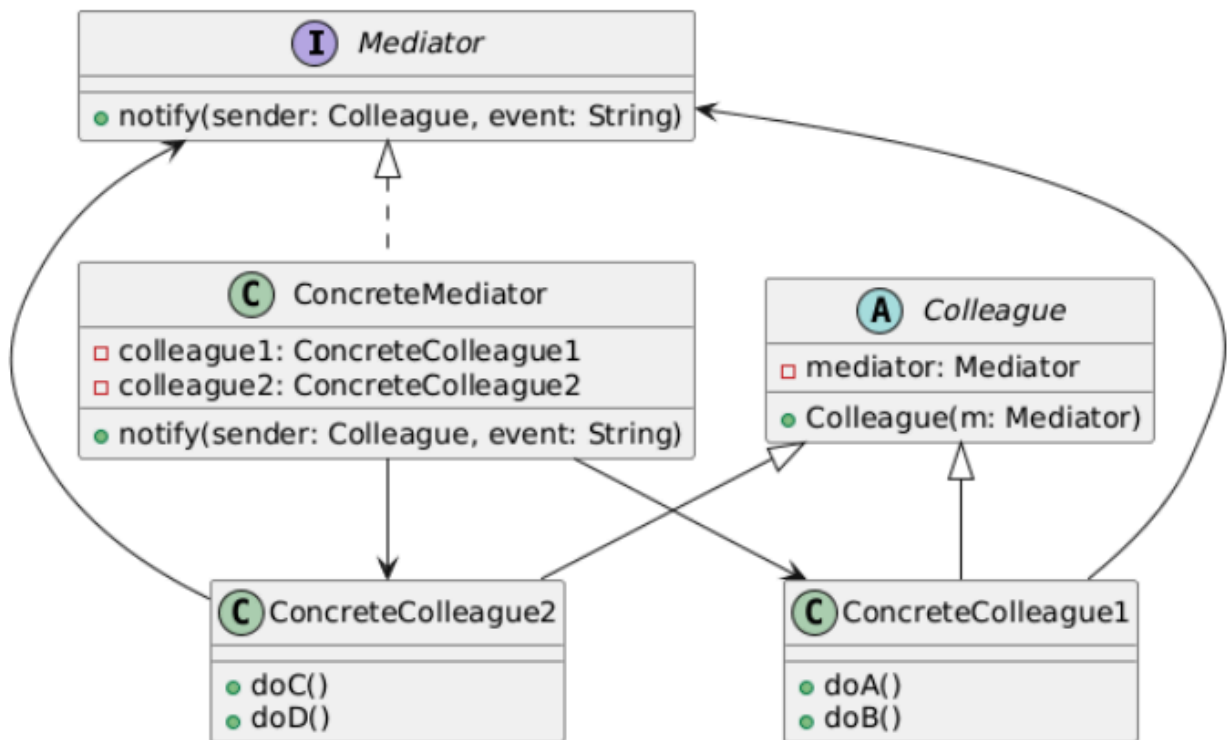 I Mediator
notify(sender: Colleague, event: String)
C ConcreteMediator
colleague1: ConcreteColleague1
colleague2: ConcreteColleague2
notify(sender: Colleague, event: String)
A Colleague
mediator: Mediator
Colleague(m: Mediator)
C ConcreteColleague2
doC()
doD()
C ConcreteColleague1
doA()
doB()